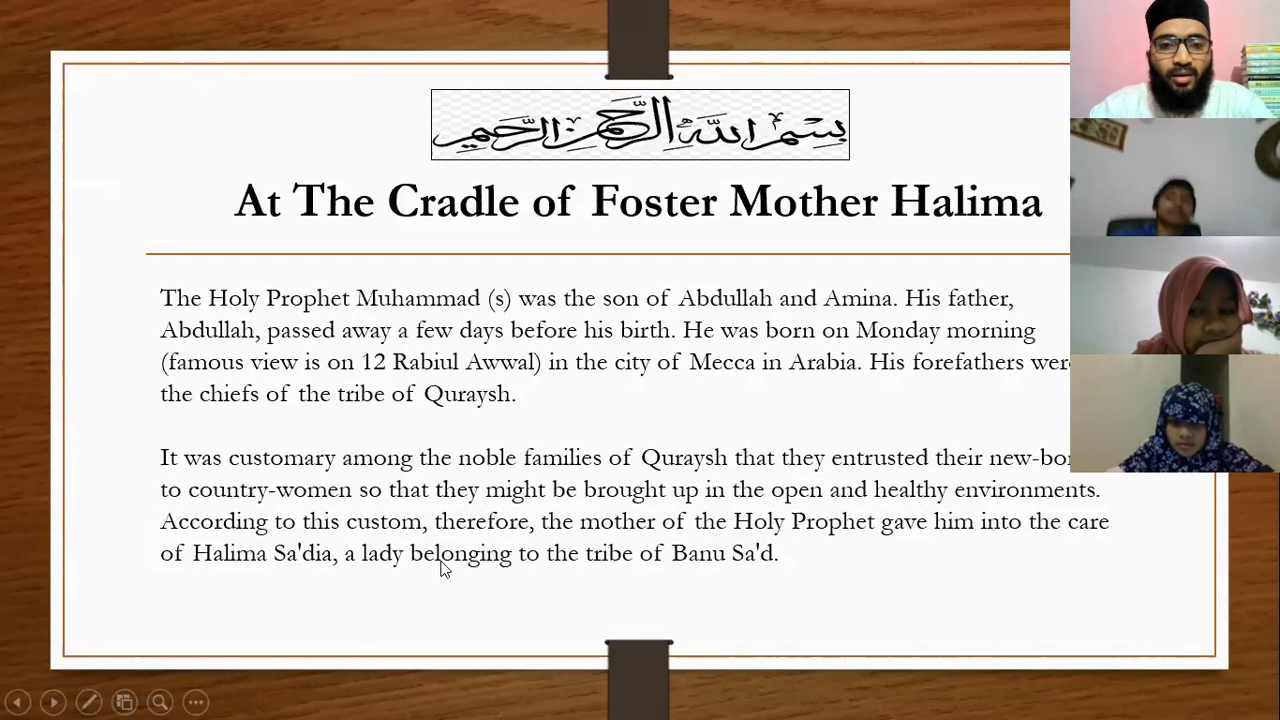 بسم الله الرحمن الرحيم
At The Cradle of Foster Mother Halima
The Holy Prophet Muhammad (s) was the son of Abdullah and Amina. His father,
Abdullah, passed away a few days before his birth. He was born on Monday morning
(famous view is on 12 Rabiul Awwal) in the city of Mecca in Arabia. His forefathers
the chiefs of the tribe of Quraysh.
It was customary among the noble families of Quraysh that they entrusted their
to country-women so that they might be brought up in the open and healthy environments.
According to this custom, therefore, the mother of the Holy Prophet gave him into the care
of Halima Sa'dia, a lady belonging to the tribe of Banu Sa'd.